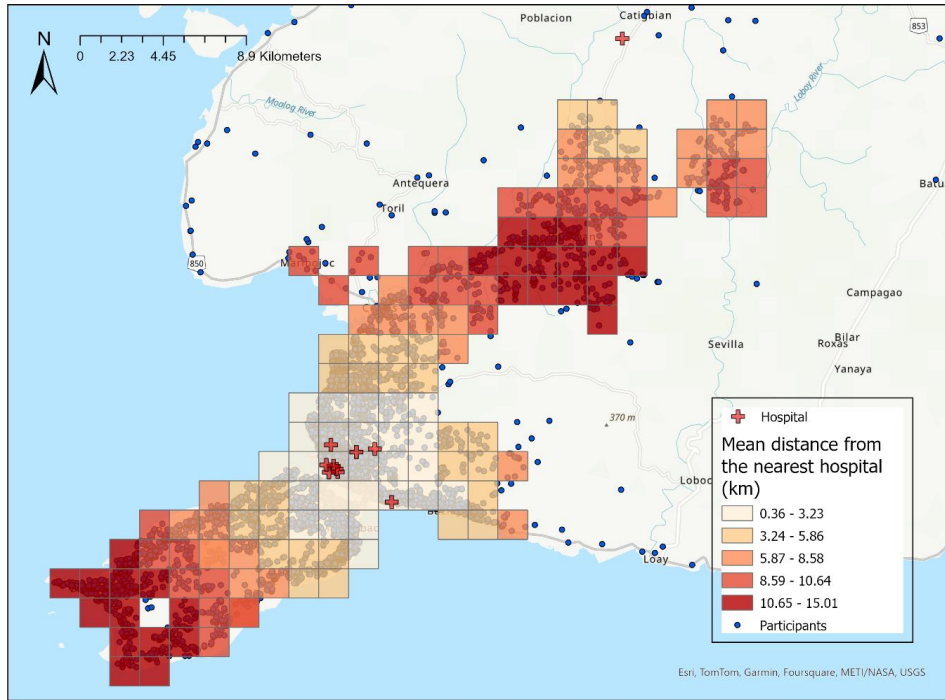 Poblacion
Catigbian
853
N
0 2.23 4.45 8.9 Kilometers
Moalog River
Loboy River
Antequera
Toril
Batu
850
Campagao
Sevilla
Bilar
Roxas
Yanaya
370 m
Hospital
Mean distance from
the nearest hospital
(km)
0.36 - 3.23
3.24 - 5.86
5.87 - 8.58
8.59 - 10.64
10.65 - 15.01
Participants
Loboc
Loay
Esri, TomTom, Garmin, Foursquare, METI/NASA, USGS